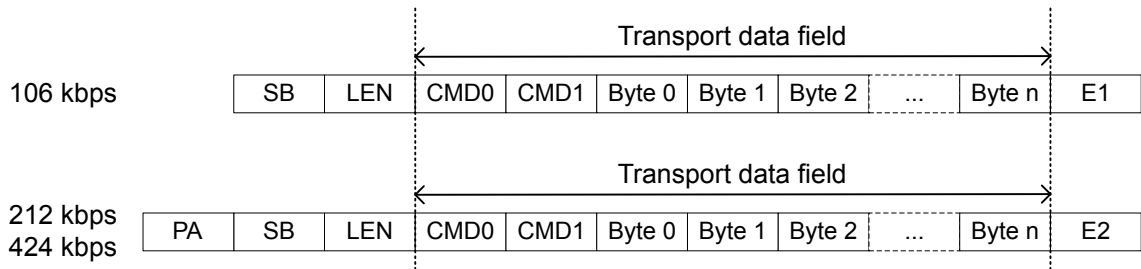 Transport data field
106 kbps SB LEN CMD0 CMD1 Byte 0 Byte 1 Byte 2 ... Byte n E1
Transport data field
212 kbps
424 kbps
PA SB LEN CMD0 CMD1 Byte 0 Byte 1 Byte 2 ... Byte n E2